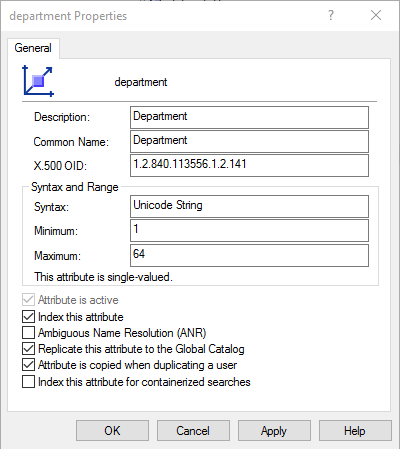 department Properties
General
department
Description: Department
Common Name: Department
X.500 OID: 1.2.840.113556.1.2.141
Syntax and Range
Syntax: Unicode String
Minimum: 1
Maximum: 64
This attribute is single-valued.
Attribute is active
Index this attribute
Ambiguous Name Resolution (ANR)
Replicate this attribute to the Global Catalog
Attribute is copied when duplicating a user
Index this attribute for containerized searches
OK Cancel Apply Help